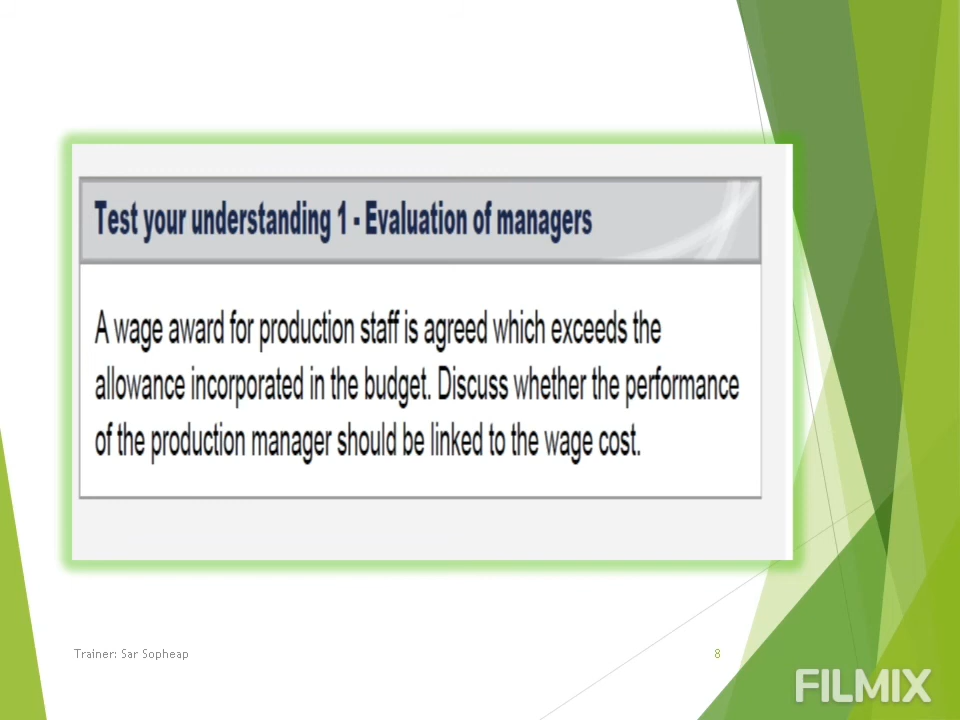 Test your understanding 1 - Evaluation of managers
A wage award for production staff is agreed which exceeds the
allowance incorporated in the budget. Discuss whether the performance
of the production manager should be linked to the wage cost.
Trainer: Sar Sopheap
8
FILMIX